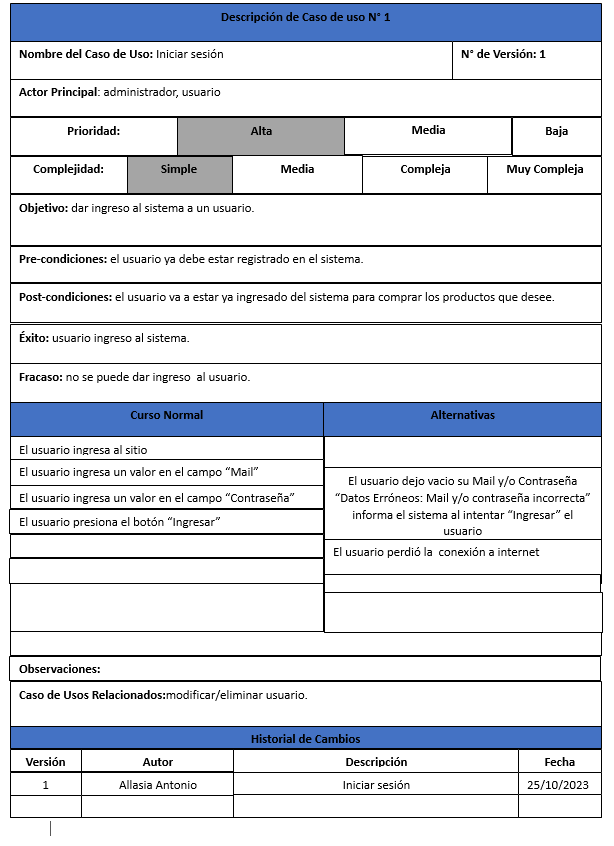 Descripción de Caso de uso N° 1
Nombre del Caso de Uso: Iniciar sesión
N° de Versión: 1
Actor Principal: administrador, usuario
Prioridad: Alta Media Baja
Complejidad: Simple Media Compleja Muy Compleja
Objetivo: dar ingreso al sistema a un usuario.
Pre-condiciones: el usuario ya debe estar registrado en el sistema.
Post-condiciones: el usuario va a estar ya ingresado del sistema para comprar los productos que desee.
Éxito: usuario ingreso al sistema.
Fracaso: no se puede dar ingreso al usuario.
Curso Normal
Alternativas
El usuario ingresa al sitio
El usuario ingresa un valor en el campo “Mail”
El usuario ingresa un valor en el campo “Contraseña”
El usuario presiona el botón “Ingresar”
El usuario dejo vacio su Mail y/o Contraseña
“Datos Erróneos: Mail y/o contraseña incorrecta”
informa el sistema al intentar “Ingresar” el
usuario
El usuario perdió la conexión a internet
Observaciones:
Caso de Usos Relacionados:modificar/eliminar usuario.
Historial de Cambios
Versión Autor Descripción Fecha
1 Allasia Antonio Iniciar sesión 25/10/2023